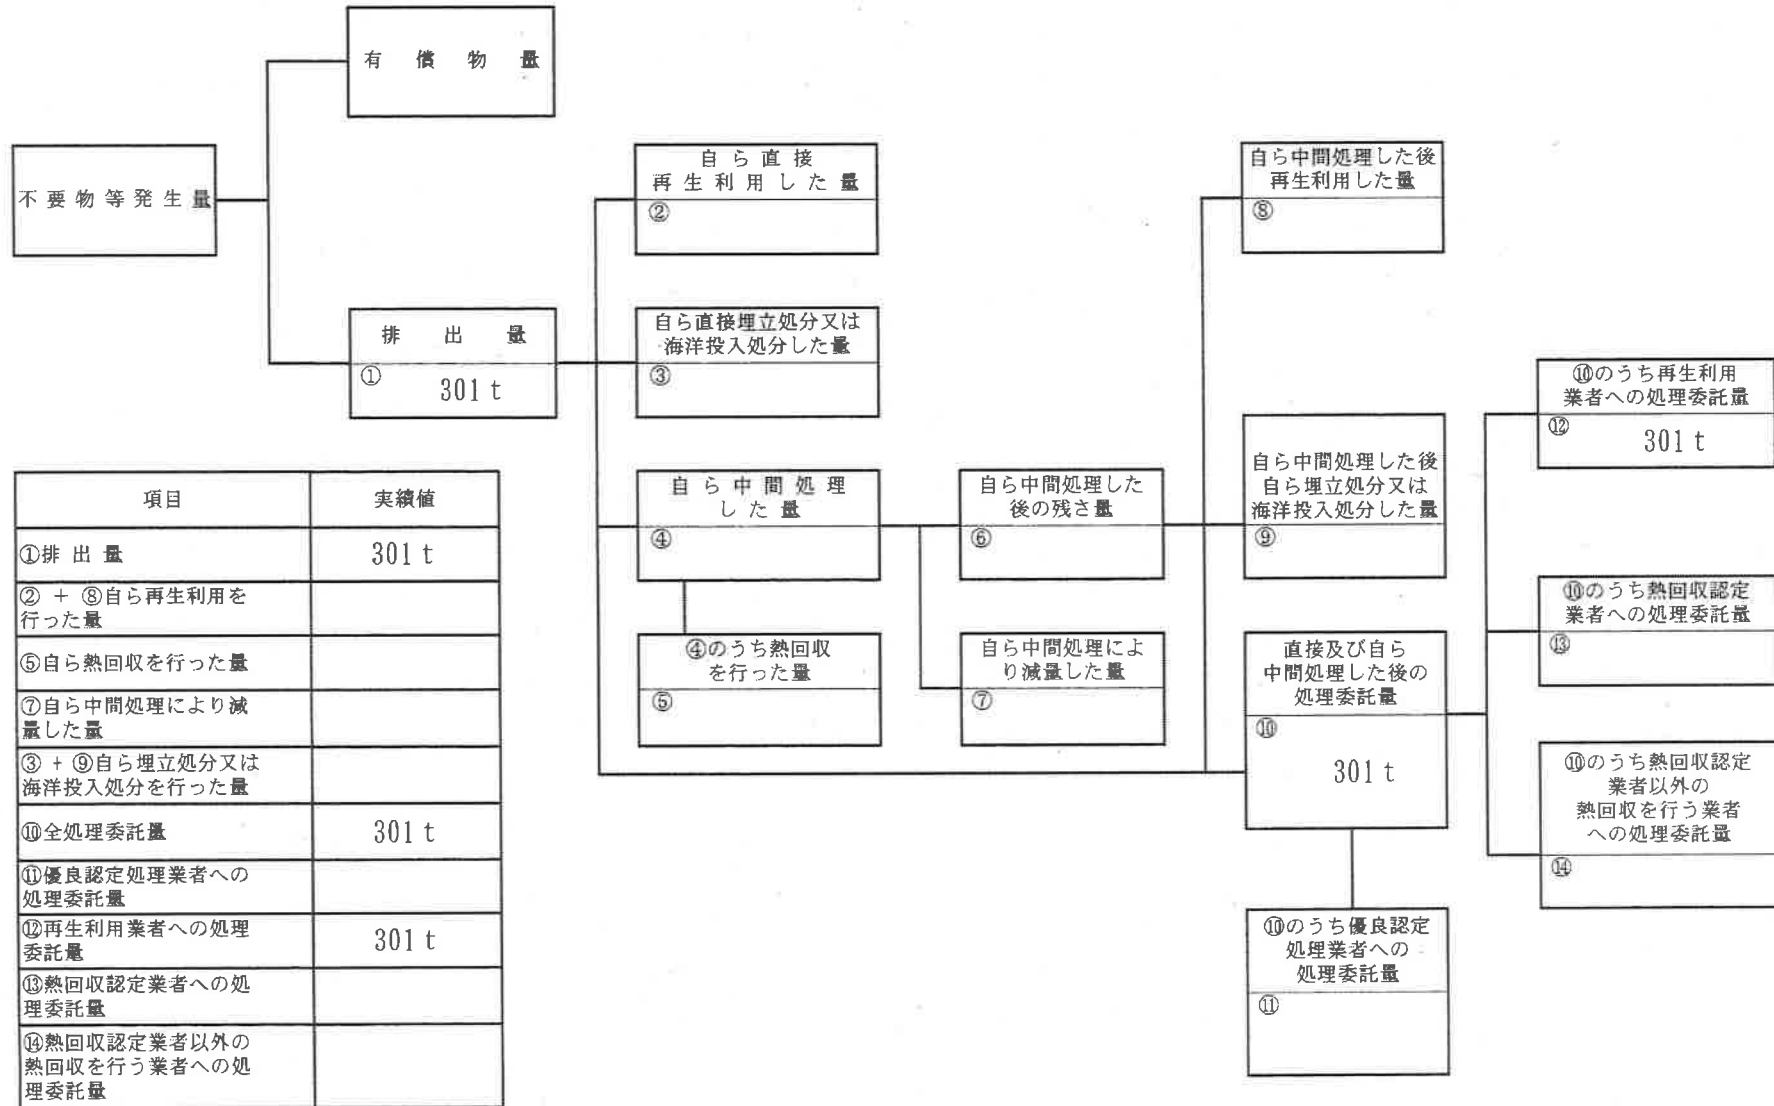 有償物量
不要物等発生量
排出量
① 301 t
自ら直接
再生利用した量
②
自ら直接埋立処分又は
海洋投入処分した量
③
自ら中間処理
した量
④
④のうち熱回収
を行った量
⑤
自ら中間処理した
後の残さ量
⑥
自ら中間処理によ
り減量した量
⑦
自ら中間処理した後
再生利用した量
⑧
自ら中間処理した後
自ら埋立処分又は
海洋投入処分した量
⑨
直接及び自ら
中間処理した後の
処理委託量
⑩
301 t
⑩のうち優良認定
処理業者への
処理委託量
⑪
⑩のうち再生利用
業者への処理委託量
⑫ 301 t
⑩のうち熱回収認定
業者への処理委託量
⑬
⑩のうち熱回収認定
業者以外の
熱回収を行う業者
への処理委託量
⑭
項目 実績値
①排出量 301 t
② + ⑧自ら再生利用を
行った量
⑤自ら熱回収を行った量
⑦自ら中間処理により減
量した量
③ + ⑨自ら埋立処分又は
海洋投入処分を行った量
⑩全処理委託量 301 t
⑪優良認定処理業者への
処理委託量
⑫再生利用業者への処理
委託量 301 t
⑬熱回収認定業者への処
理委託量
⑭熱回収認定業者以外の
熱回収を行う業者への処
理委託量